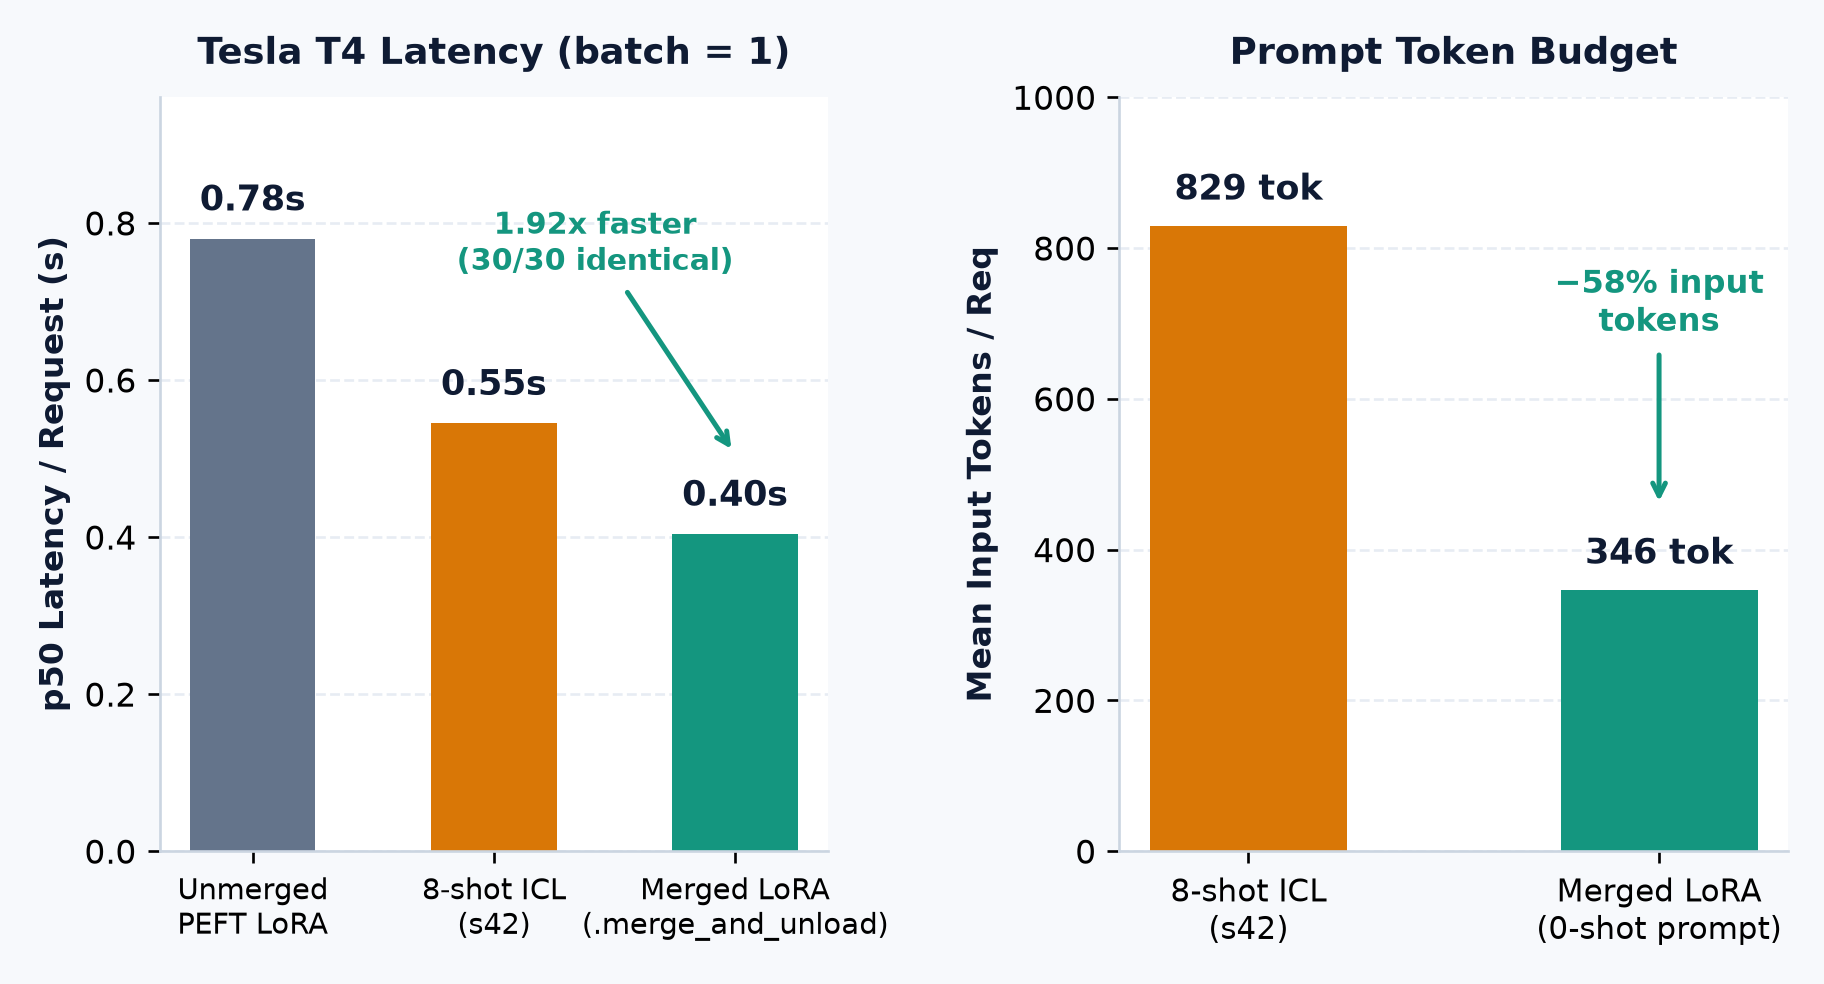 Tesla T4 Latency (batch = 1)
p50 Latency / Request (s)
0.8
0.6
0.4
0.2
0.0
0.78s
0.55s
0.40s
1.92x faster
(30/30 identical)
Unmerged
PEFT LoRA
8-shot ICL
(s42)
Merged LoRA
(.merge_and_unload)
Prompt Token Budget
Mean Input Tokens / Req
1000
800
600
400
200
0
829 tok
346 tok
−58% input
tokens
8-shot ICL
(s42)
Merged LoRA
(0-shot prompt)